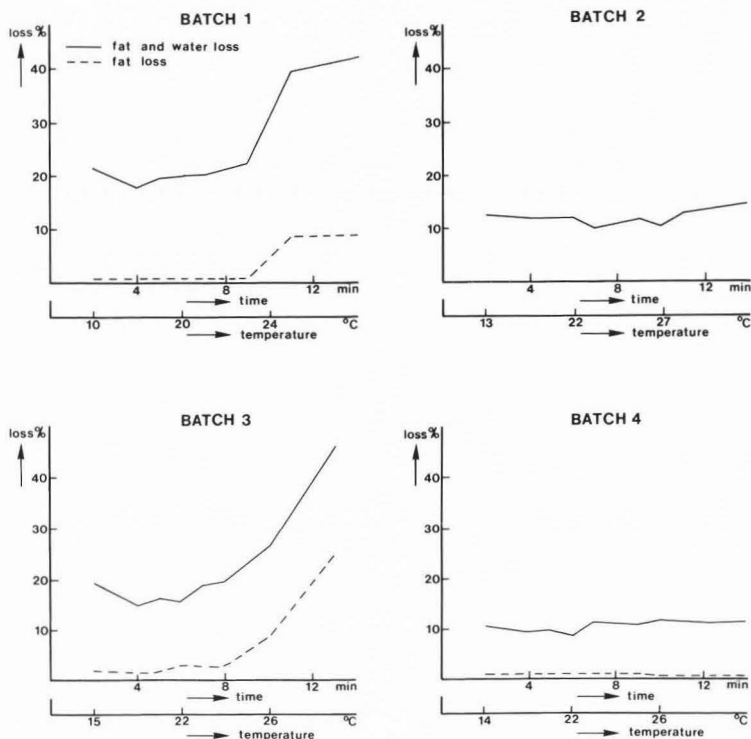 BATCH 1
loss%
fat and water loss
fat loss
40
30
20
10
4 8 12 min
time
10 20 24 °C
temperature
BATCH 2
loss%
40
30
20
10
4 8 12 min
time
13 22 27 °C
temperature
BATCH 3
loss%
40
30
20
10
4 8 12 min
time
15 22 26 °C
temperature
BATCH 4
loss%
40
30
20
10
4 8 12 min
time
14 22 26 °C
temperature